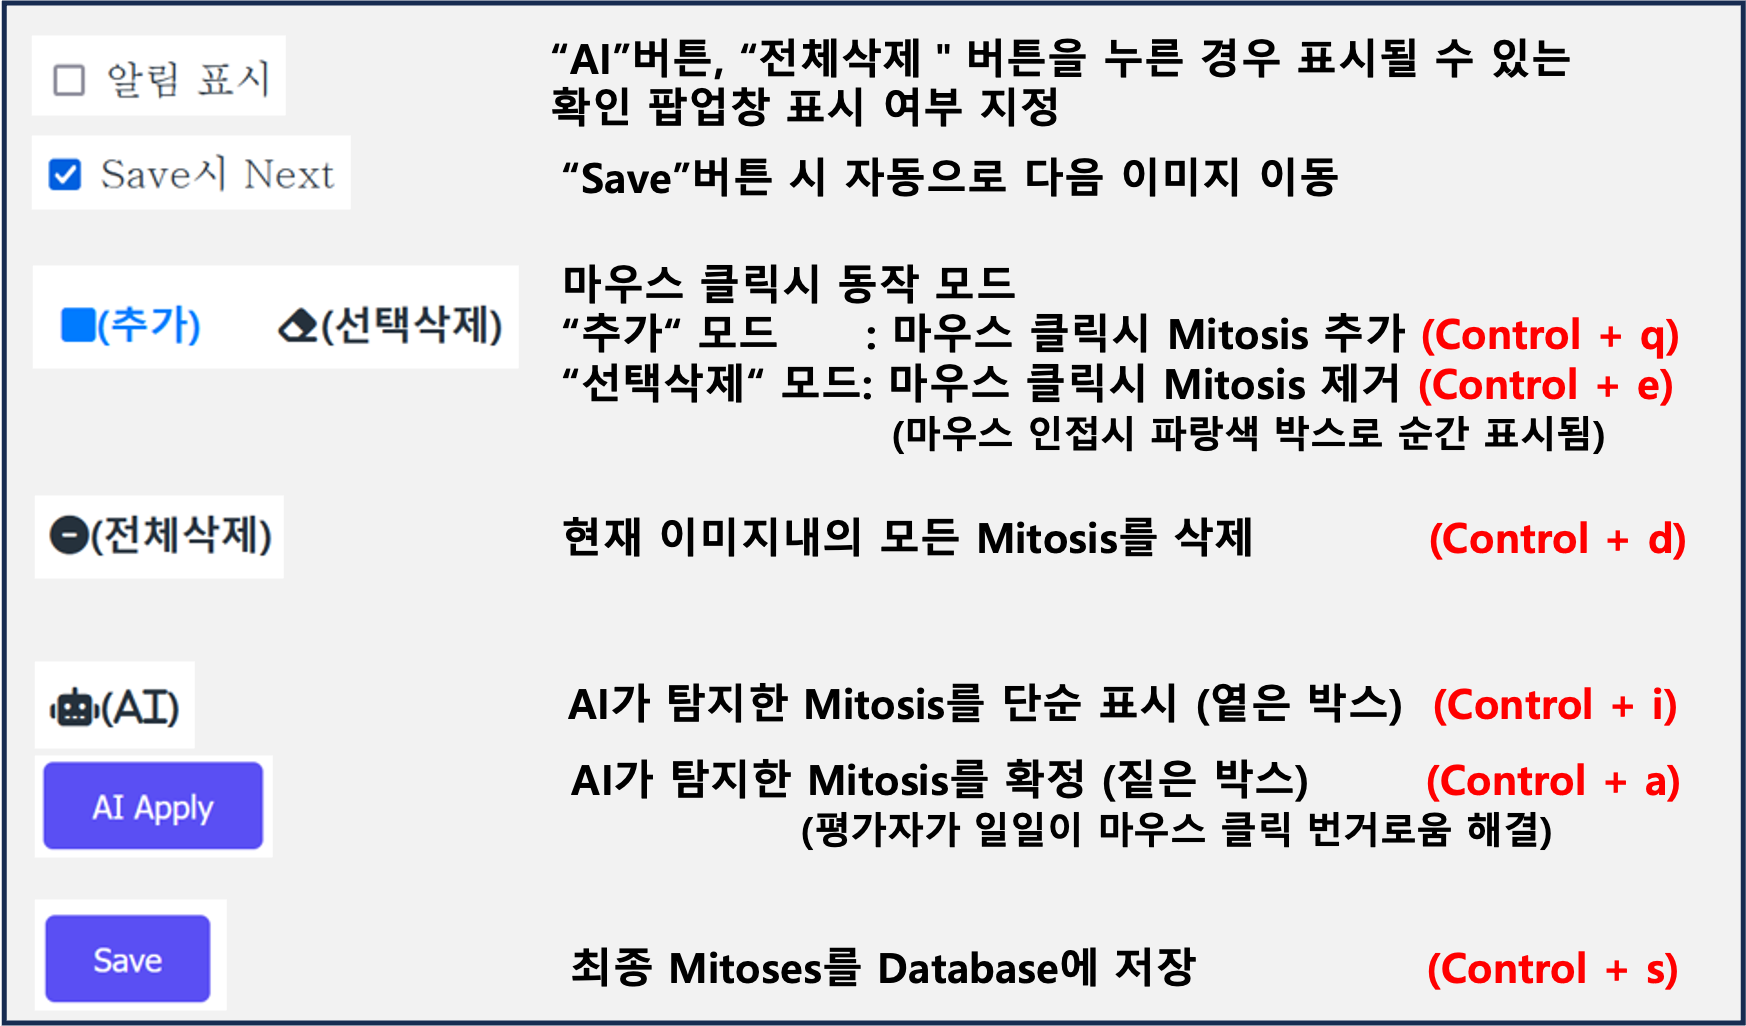 알림 표시
“AI”버튼, “전체삭제 " 버튼을 누른 경우 표시될 수 있는
확인 팝업창 표시 여부 지정
Save시 Next
“Save”버튼 시 자동으로 다음 이미지 이동
(추가) (선택삭제)
마우스 클릭시 동작 모드
“추가“ 모드 : 마우스 클릭시 Mitosis 추가 (Control + q)
“선택삭제“ 모드: 마우스 클릭시 Mitosis 제거 (Control + e)
(마우스 인접시 파랑색 박스로 순간 표시됨)
(전체삭제)
현재 이미지내의 모든 Mitosis를 삭제 (Control + d)
(AI)
AI가 탐지한 Mitosis를 단순 표시 (옅은 박스) (Control + i)
AI Apply
AI가 탐지한 Mitosis를 확정 (짙은 박스) (Control + a)
(평가자가 일일이 마우스 클릭 번거로움 해결)
Save
최종 Mitoses를 Database에 저장 (Control + s)